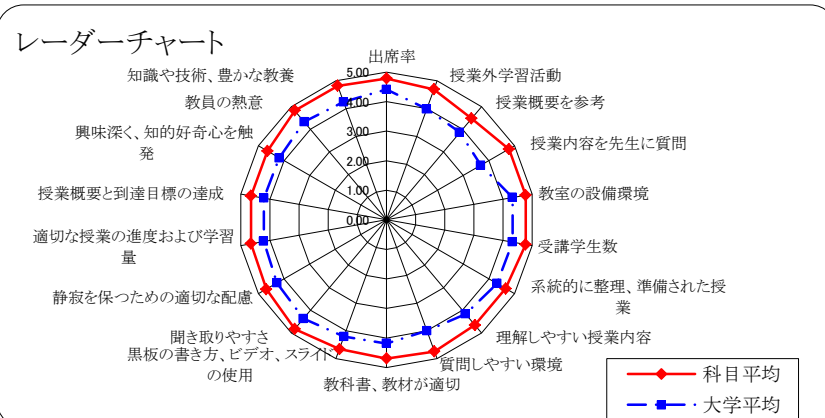 レーダーチャート
出席率
授業外学習活動
授業概要を参考
授業内容を先生に質問
教室の設備環境
受講学生数
系統的に整理、準備された授
業
理解しやすい授業内容
質問しやすい環境
教科書、教材が適切
黒板の書き方、ビデオ、スライド
の使用
聞き取りやすさ
静寂を保つための適切な配慮
適切な授業の進度および学習
量
授業概要と到達目標の達成
興味深く、知的好奇心を触
発
教員の熱意
知識や技術、豊かな教養
5.00
4.00
3.00
2.00
1.00
0.00
科目平均
大学平均